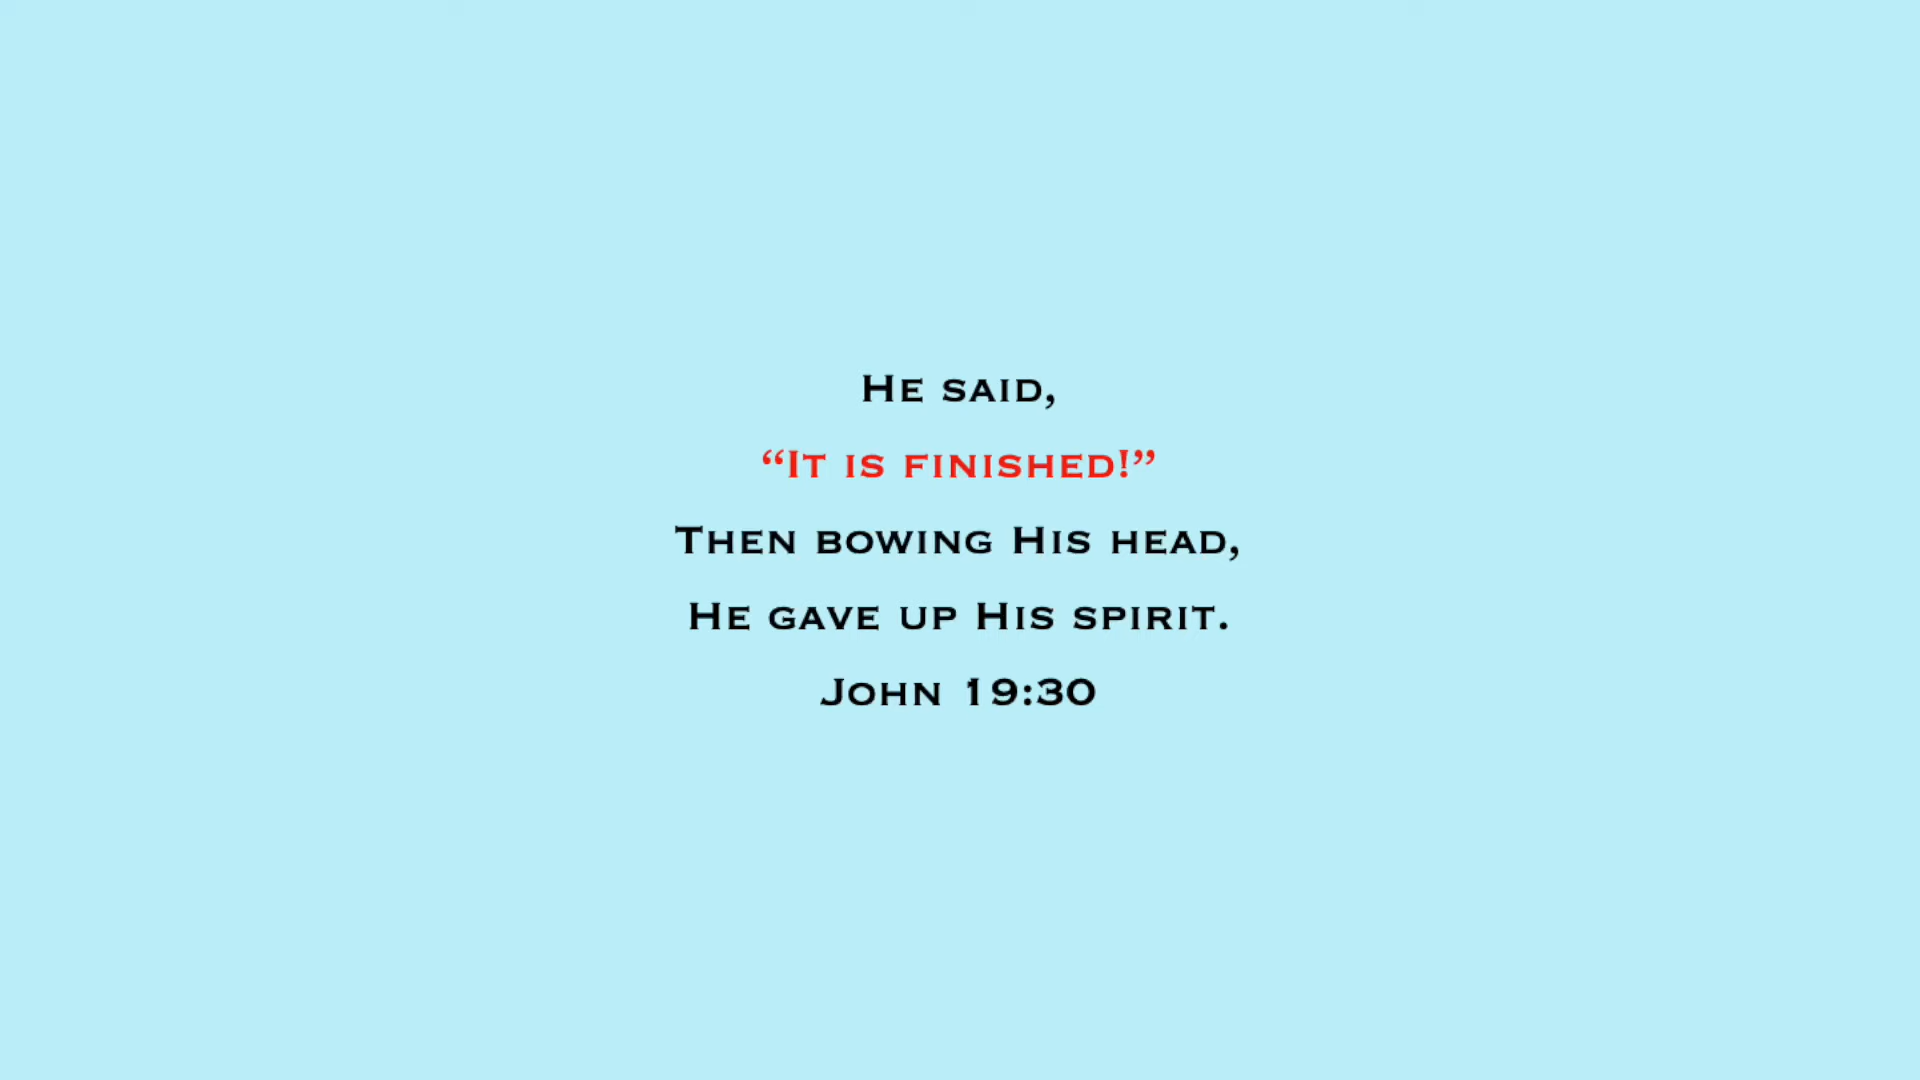 He said,
“It is finished!”
Then bowing His head,
He gave up His spirit.
John 19:30